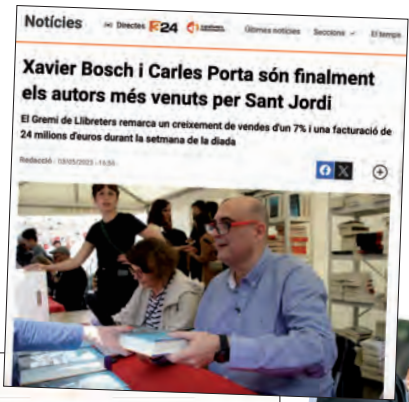 Notícies
Directes 324
Últimes notícies Seccions El temps
Xavier Bosch i Carles Porta són finalment
els autors més venuts per Sant Jordi
El Gremi de Llibreters remarca un creixement de vendes d'un 7% i una facturació de
24 milions d'euros durant la setmana de la diada
Redacció